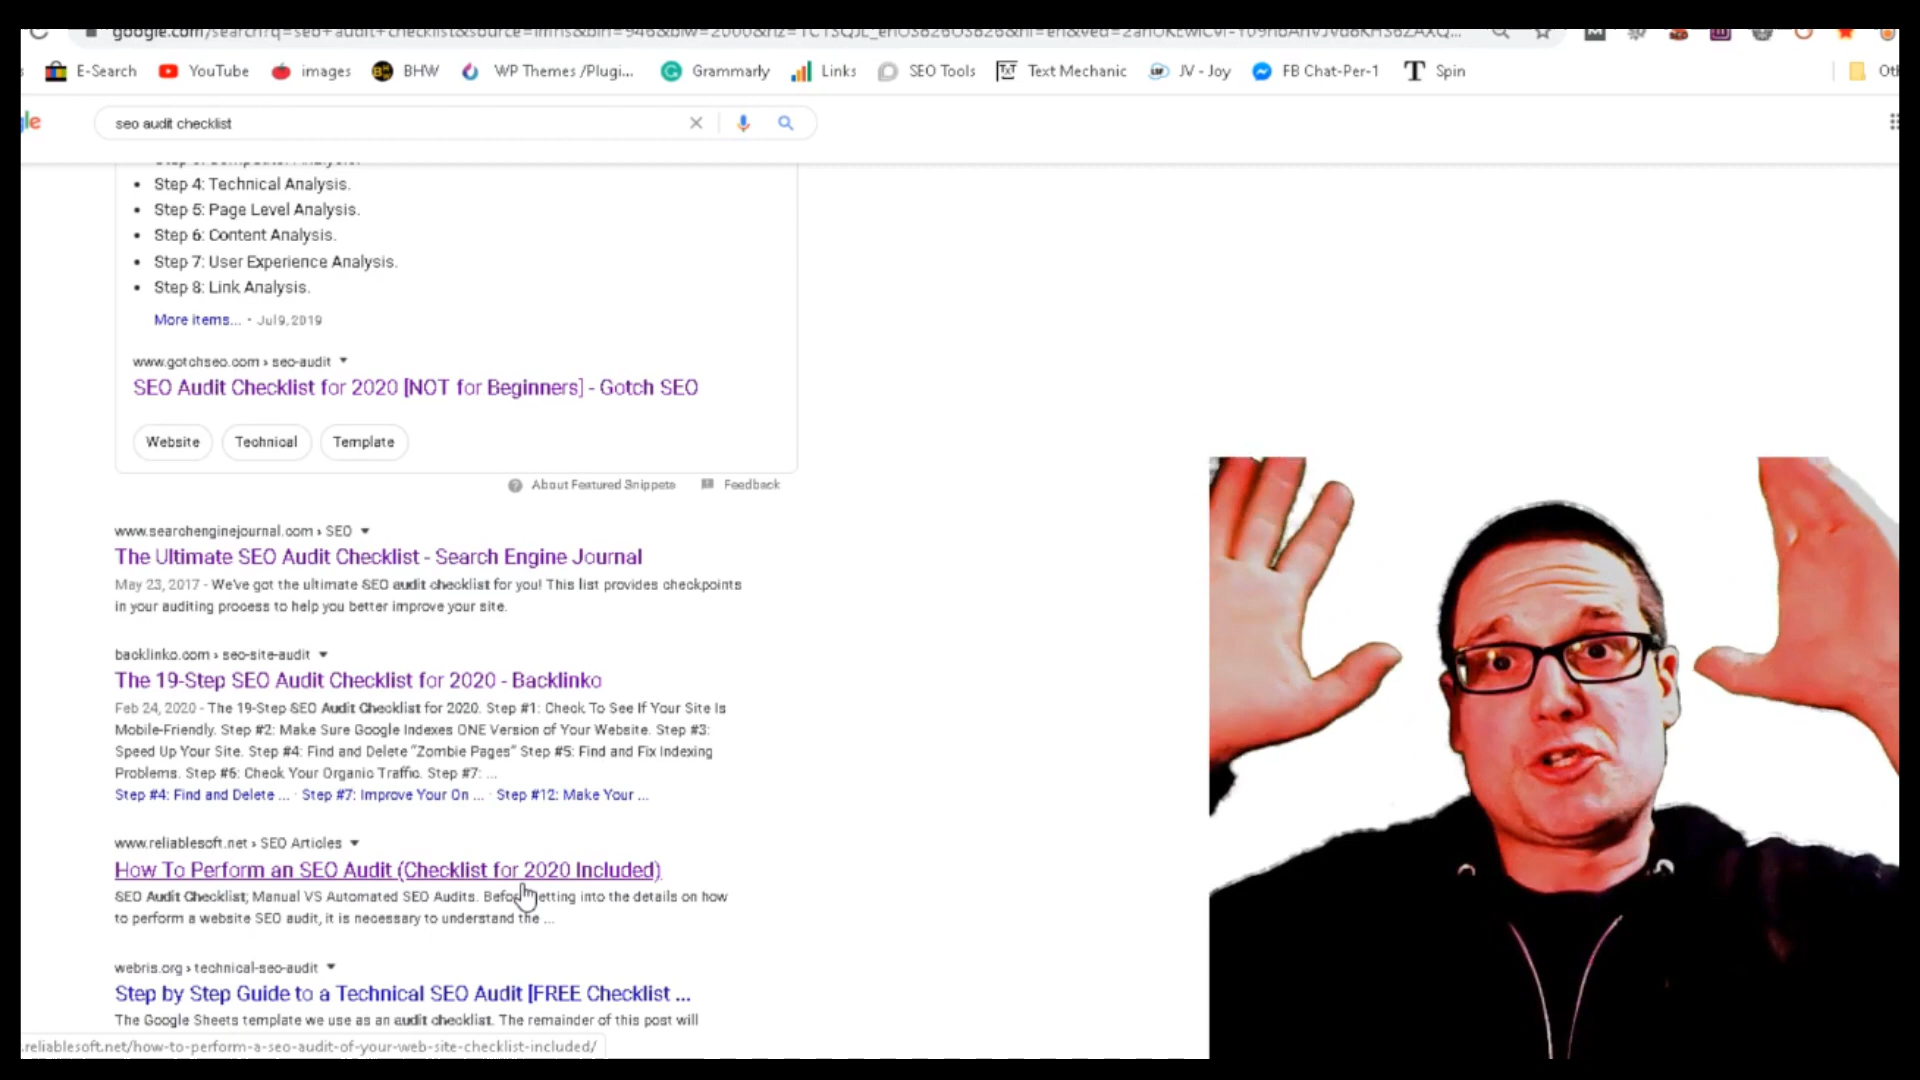 E-Search YouTube images BHW WP Themes /Plugi... Grammarly Links SEO Tools Text Mechanic JV - Joy FB Chat-Per-1 Spin
seo audit checklist
• Step 4: Technical Analysis.
• Step 5: Page Level Analysis.
• Step 6: Content Analysis.
• Step 7: User Experience Analysis.
• Step 8: Link Analysis.
More items... • Jul 9, 2019
www.gotchseo.com › seo-audit
SEO Audit Checklist for 2020 [NOT for Beginners] - Gotch SEO
Website Technical Template
About Featured Snippets Feedback
www.searchenginejournal.com › SEO
The Ultimate SEO Audit Checklist - Search Engine Journal
May 23, 2017 - We've got the ultimate SEO audit checklist for you! This list provides checkpoints
in your auditing process to help you better improve your site.
backlinko.com › seo-site-audit
The 19-Step SEO Audit Checklist for 2020 - Backlinko
Feb 24, 2020 - The 19-Step SEO Audit Checklist for 2020. Step #1: Check To See If Your Site Is
Mobile-Friendly. Step #2: Make Sure Google Indexes ONE Version of Your Website. Step #3:
Speed Up Your Site. Step #4: Find and Delete "Zombie Pages" Step #5: Find and Fix Indexing
Problems. Step #6: Check Your Organic Traffic. Step #7: ...
Step #4: Find and Delete ... · Step #7: Improve Your On ... · Step #12: Make Your ...
www.reliablesoft.net › SEO Articles
How To Perform an SEO Audit (Checklist for 2020 Included)
SEO Audit Checklist; Manual VS Automated SEO Audits. Before getting into the details on how
to perform a website SEO audit, it is necessary to understand the ...
webris.org › technical-seo-audit
Step by Step Guide to a Technical SEO Audit [FREE Checklist ...
The Google Sheets template we use as an audit checklist. The remainder of this post will
.reliablesoft.net/how-to-perform-a-seo-audit-of-your-web-site-checklist-included/